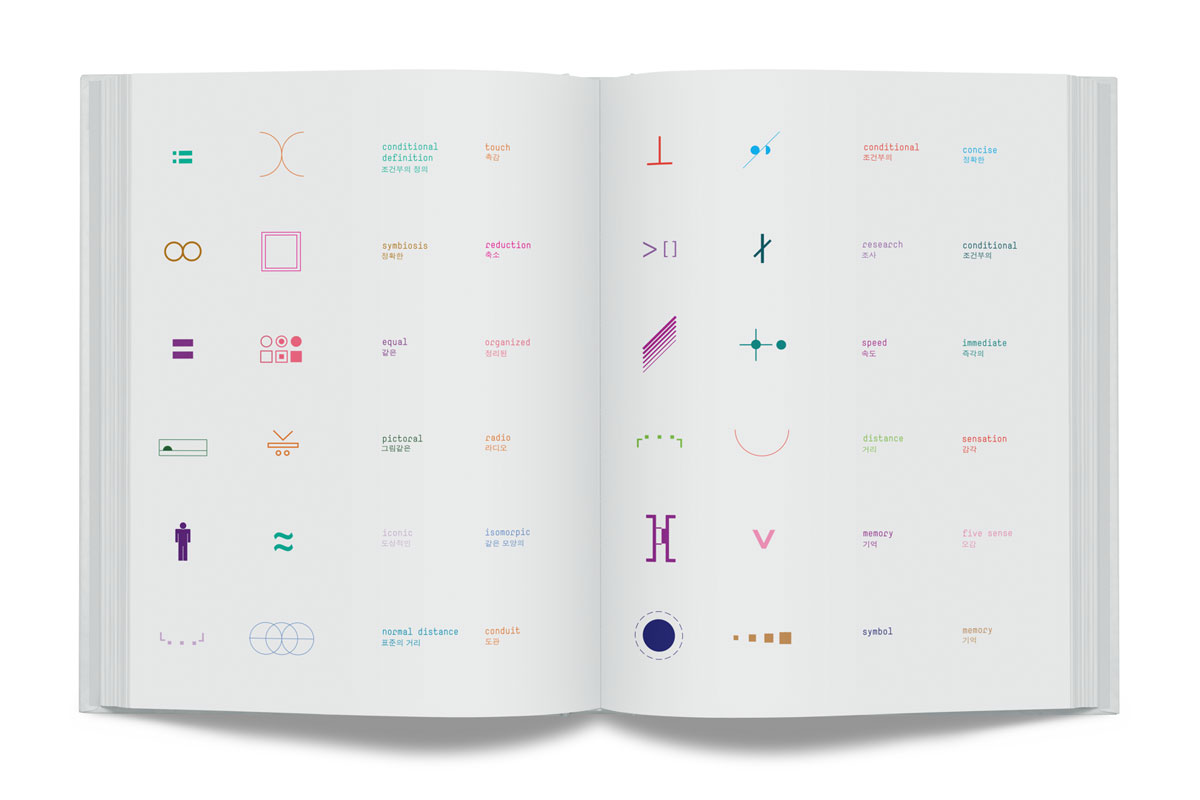 conditional
definition
조건부의 정의
touch
촉감
symbiosis
정확한
reduction
축소
equal
같은
organized
정리된
pictoral
그림같은
radio
라디오
iconic
도상적인
isomorpic
같은 모양의
normal distance
표준의 거리
conduit
도관
conditional
조건부의
concise
정확한
research
조사
conditional
조건부의
speed
속도
immediate
즉각의
distance
거리
sensation
감각
memory
기억
five sense
오감
symbol
memory
기억